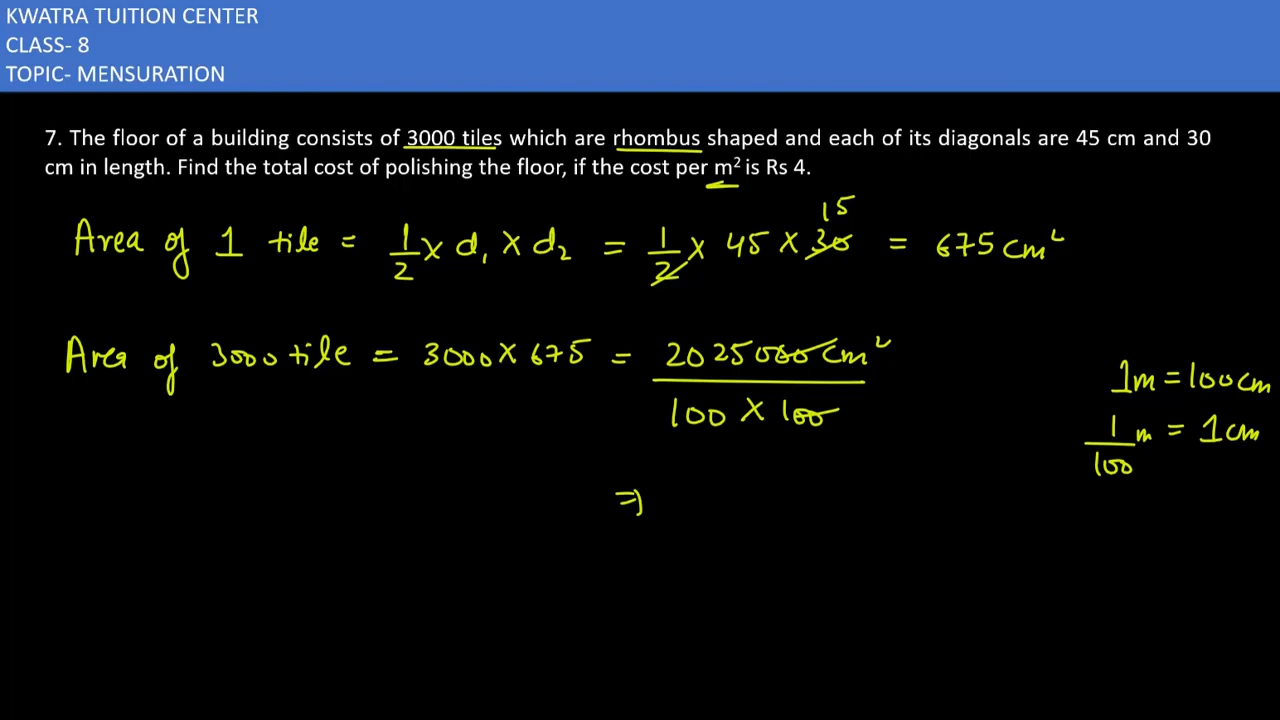 KWATRA TUITION CENTER
CLASS- 8
TOPIC- MENSURATION
7. The floor of a building consists of 3000 tiles which are rhombus shaped and each of its diagonals are 45 cm and 30
cm in length. Find the total cost of polishing the floor, if the cost per m² is Rs 4.
15
Area of 1 tile = 1/2 × d₁ × d₂ = 1/2 × 45 × 30 = 675 cm²
Area of 3000 tile = 3000 × 675 = 2025000 cm² / 100 × 100
1m = 100 cm
1/100 m = 1 cm
⇒